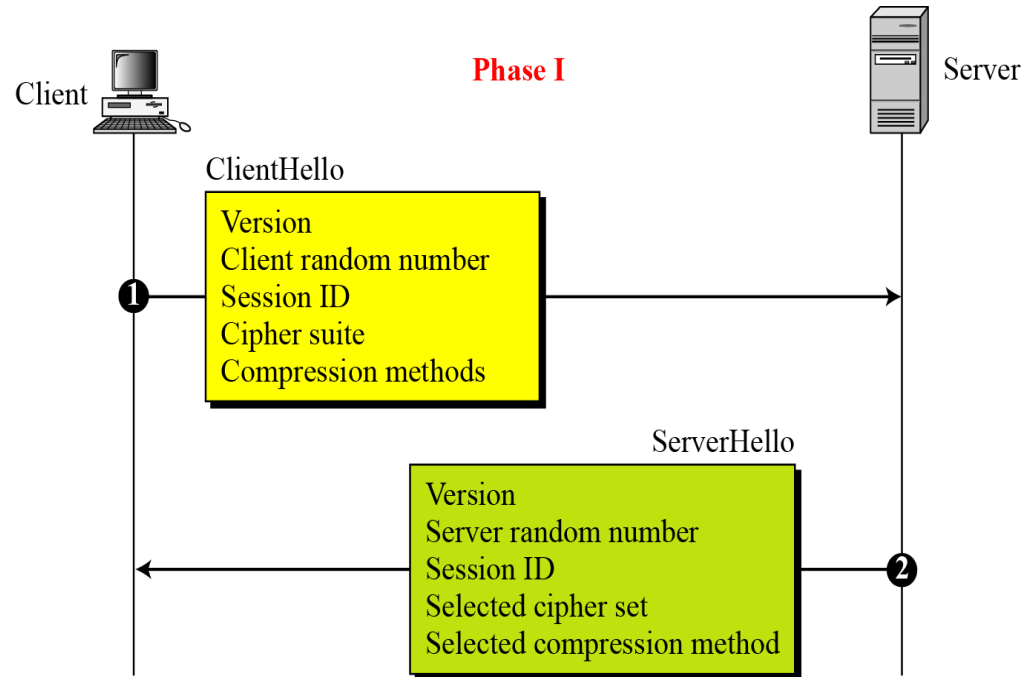 Phase I
Client
Server
ClientHello
Version
Client random number
1
Session ID
Cipher suite
Compression methods
ServerHello
Version
Server random number
Session ID
2
Selected cipher set
Selected compression method